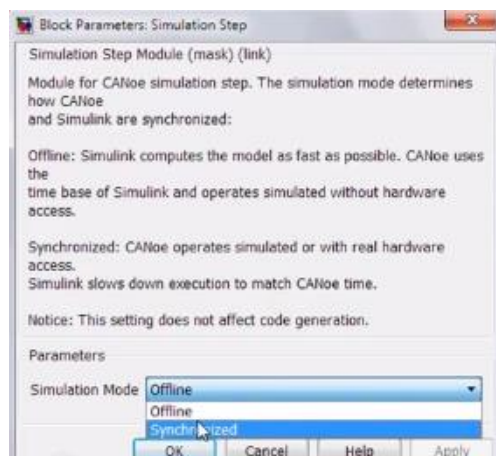 Block Parameters: Simulation Step
Simulation Step Module (mask) (link)
Module for CANoe simulation step. The simulation mode determines
how CANoe
and Simulink are synchronized:
Offline: Simulink computes the model as fast as possible. CANoe uses
the
time base of Simulink and operates simulated without hardware
access.
Synchronized: CANoe operates simulated or with real hardware
access.
Simulink slows down execution to match CANoe time.
Notice: This setting does not affect code generation.
Parameters
Simulation Mode Offline
Offline
Synchronized
OK Cancel Help Apply